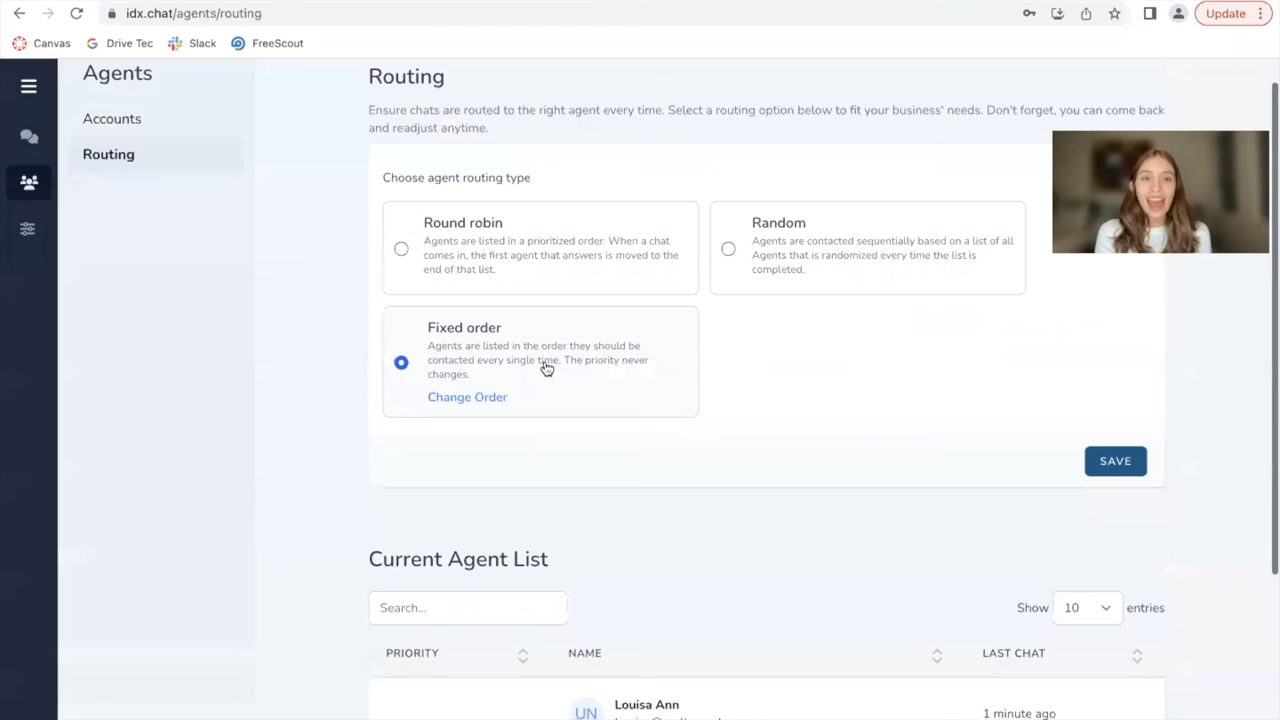 idx.chat/agents/routing
Update
Canvas
Drive Tec
Slack
FreeScout
Agents
Accounts
Routing
Routing
Ensure chats are routed to the right agent every time. Select a routing option below to fit your business' needs. Don't forget, you can come back
and readjust anytime.
Choose agent routing type
Round robin
Agents are listed in a prioritized order. When a chat
comes in, the first agent that answers is moved to the
end of that list.
Random
Agents are contacted sequentially based on a list of all
Agents that is randomized every time the list is
completed.
Fixed order
Agents are listed in the order they should be
contacted every single time. The priority never
changes.
Change Order
SAVE
Current Agent List
Search...
Show 10 entries
PRIORITY NAME LAST CHAT
UN
Louisa Ann
1 minute ago